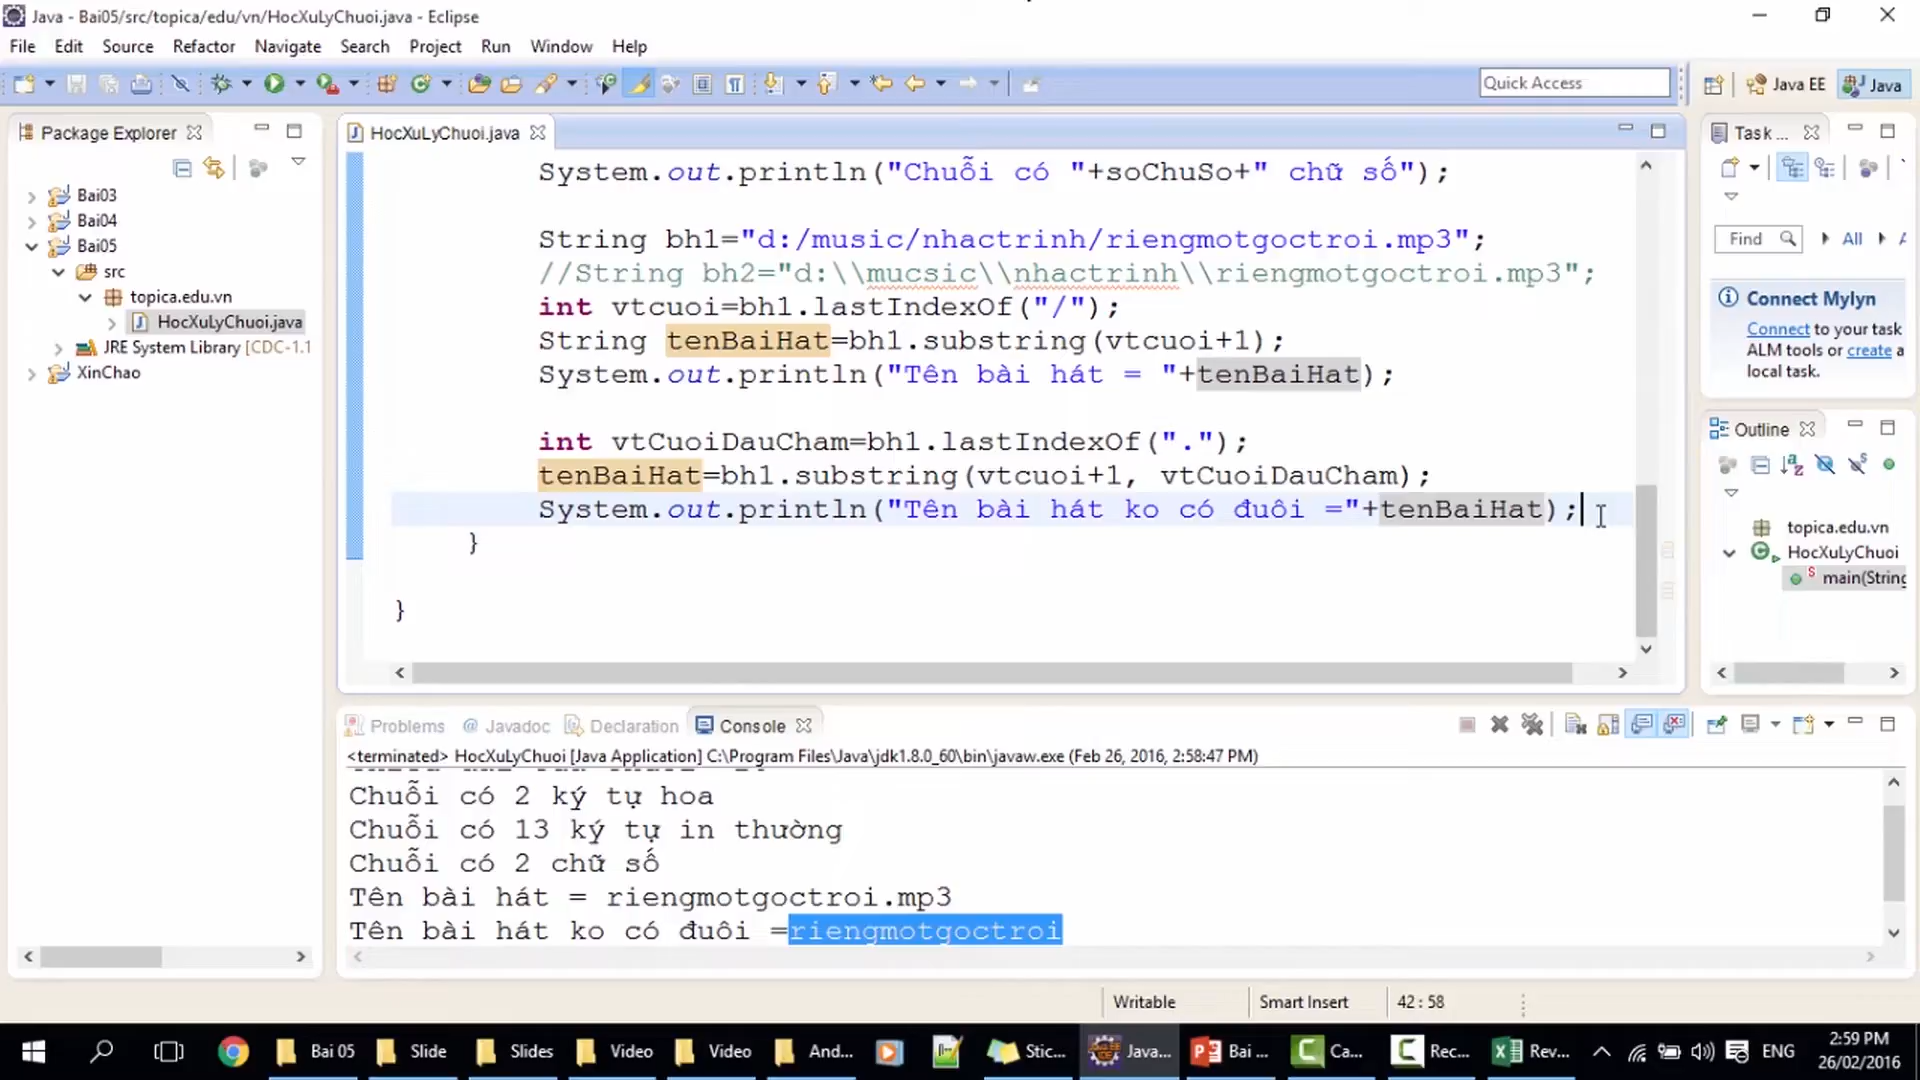 Java - Bai05/src/topica/edu/vn/HocXuLyChuoi.java - Eclipse
File Edit Source Refactor Navigate Search Project Run Window Help
Quick Access
Java EE
Java
Package Explorer
Bai03
Bai04
Bai05
src
topica.edu.vn
HocXuLyChuoi.java
JRE System Library [CDC-1.1
XinChao
HocXuLyChuoi.java
System.out.println("Chuỗi có "+soChuSo+" chữ số");
String bh1="d:/music/nhactrinh/riengmotgoctroi.mp3";
//String bh2="d:\\mucsic\\nhactrinh\\riengmotgoctroi.mp3";
int vtcuoi=bh1.lastIndexOf("/");
String tenBaiHat=bh1.substring(vtcuoi+1);
System.out.println("Tên bài hát = "+tenBaiHat);
int vtCuoiDauCham=bh1.lastIndexOf(".");
tenBaiHat=bh1.substring(vtcuoi+1, vtCuoiDauCham);
System.out.println("Tên bài hát ko có đuôi ="+tenBaiHat);
}
}
Task ...
Find
All
Connect Mylyn
Connect to your task
ALM tools or create a
local task.
Outline
topica.edu.vn
HocXuLyChuoi
main(String
Problems
@ Javadoc
Declaration
Console
<terminated> HocXuLyChuoi [Java Application] C:\Program Files\Java\jdk1.8.0_60\bin\javaw.exe (Feb 26, 2016, 2:58:47 PM)
Chuỗi có 2 ký tự hoa
Chuỗi có 13 ký tự in thường
Chuỗi có 2 chữ số
Tên bài hát = riengmotgoctroi.mp3
Tên bài hát ko có đuôi =riengmotgoctroi
Writable
Smart Insert
42 : 58
Bai 05
Slide
Slides
Video
Video
And...
Stic...
Java...
Bai ...
Ca...
Rec...
Rev...
ENG
2:59 PM
26/02/2016